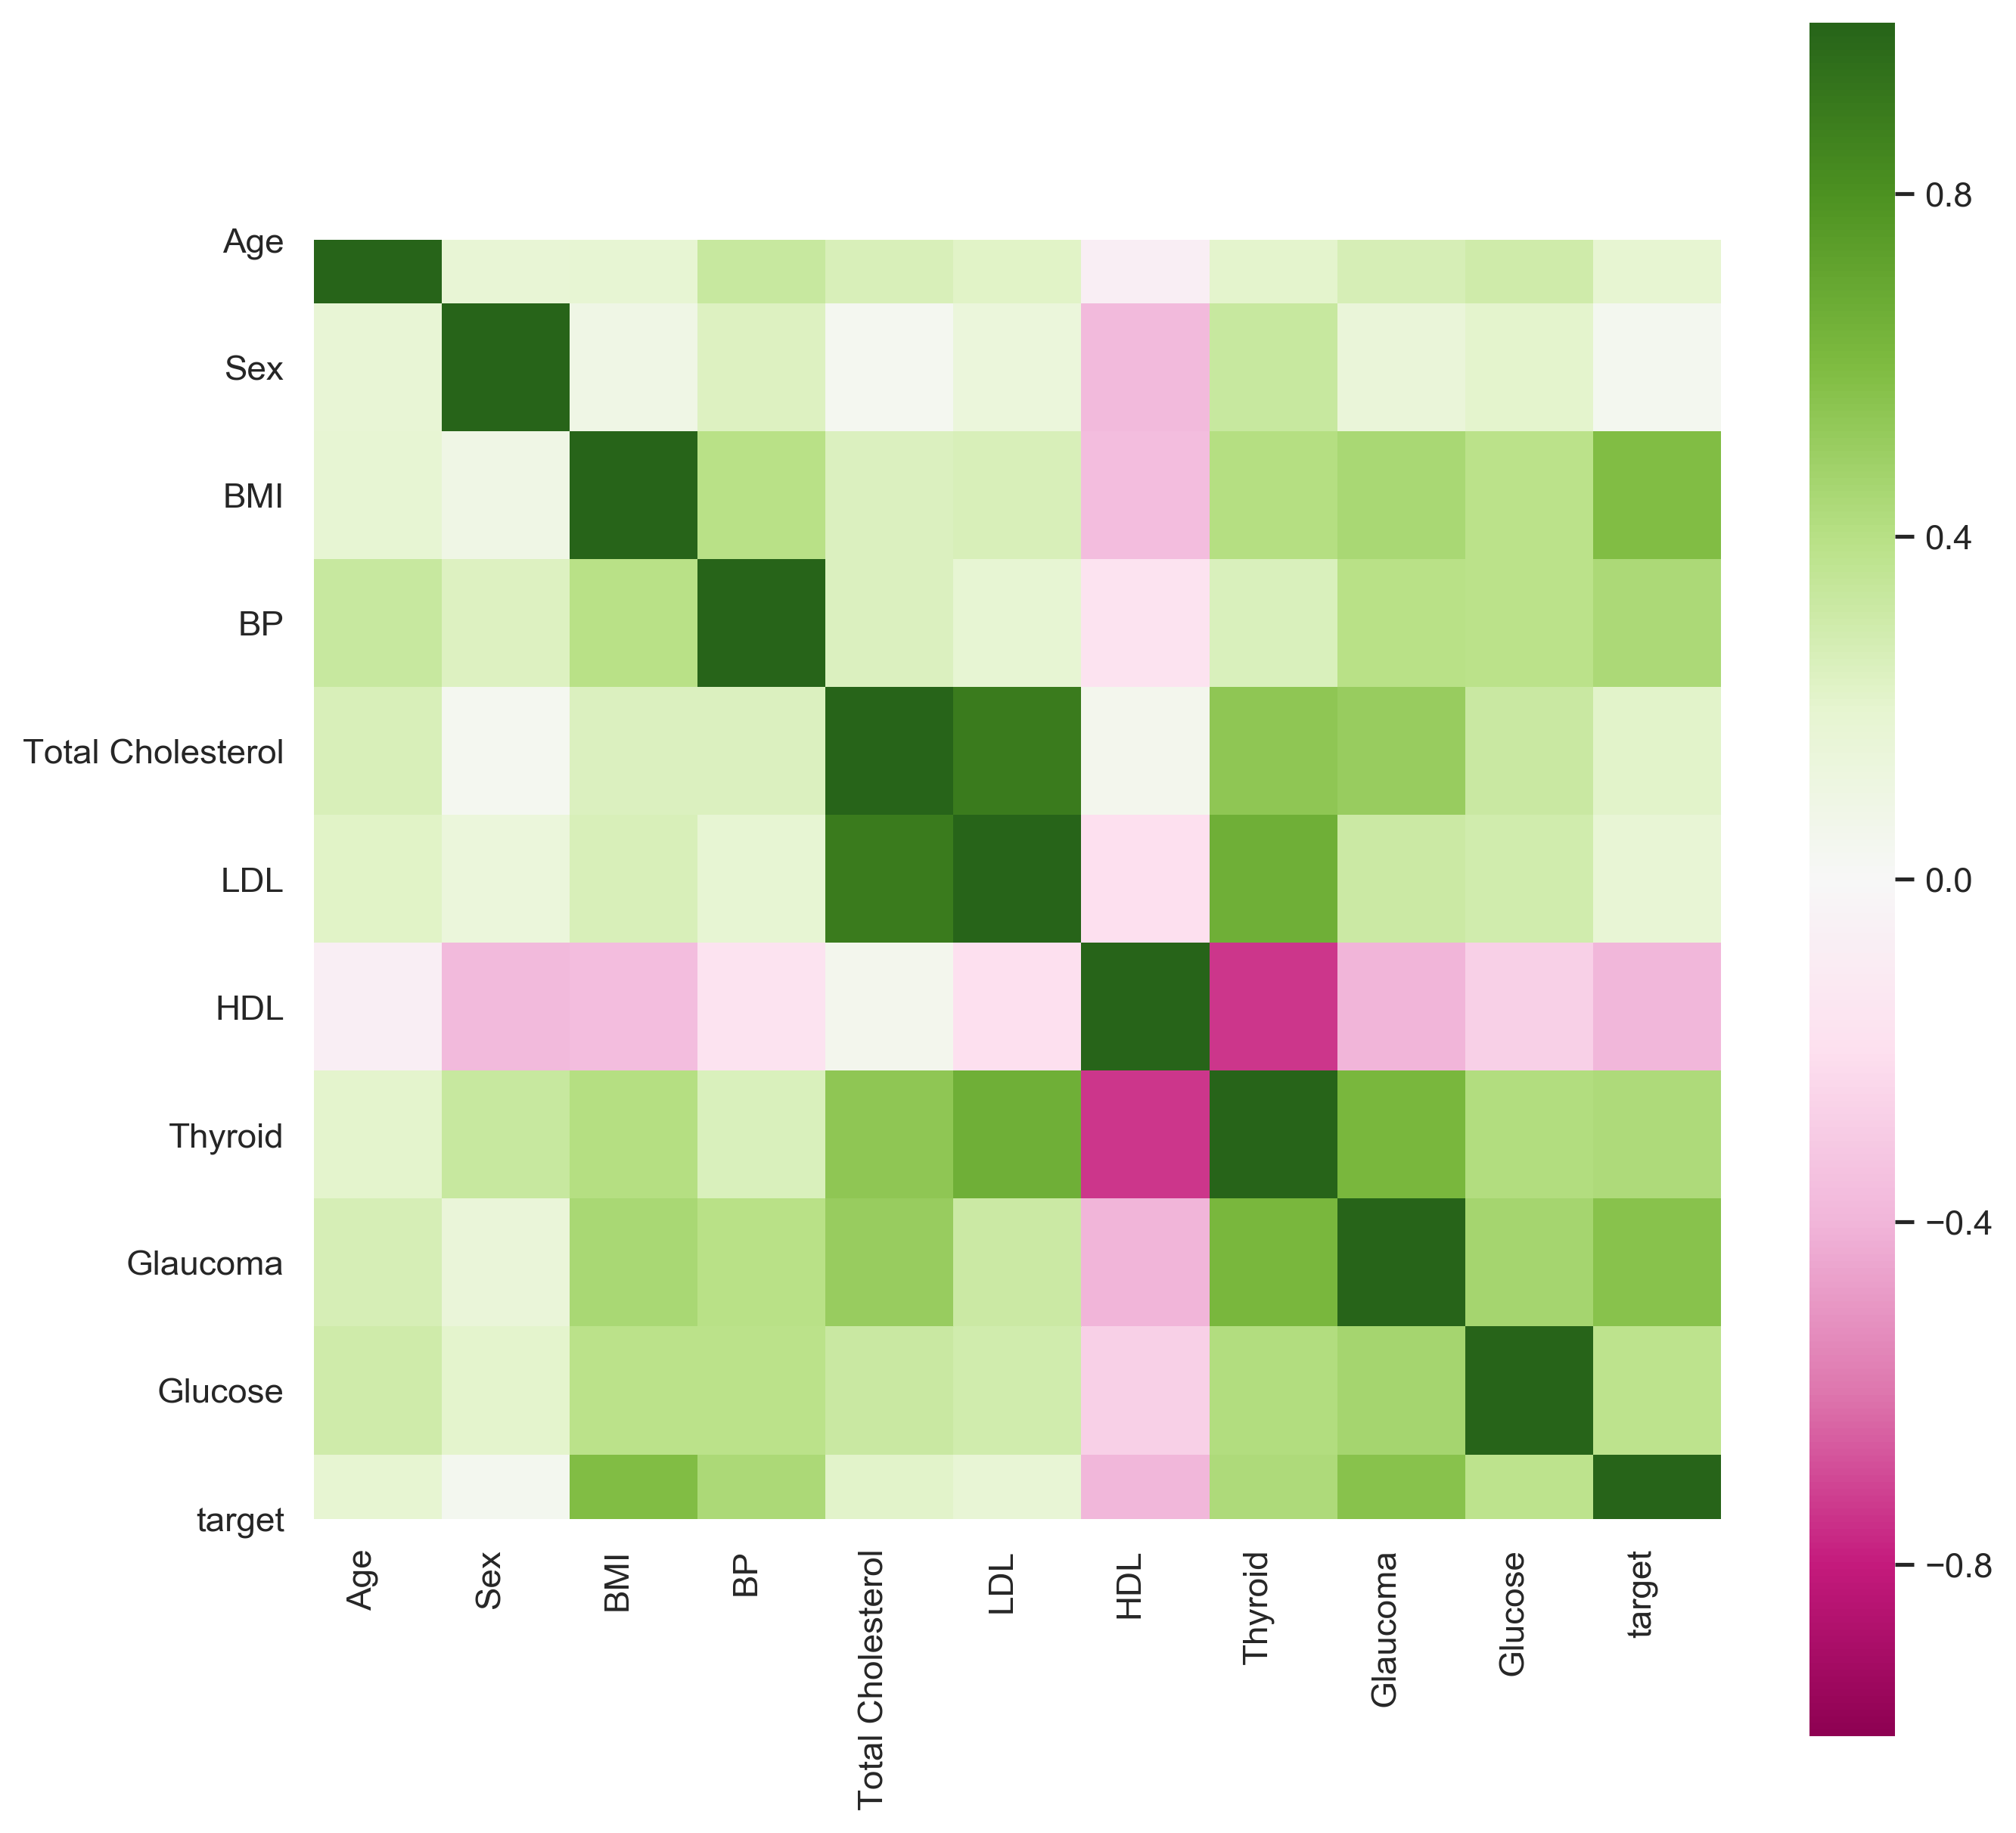 Age
Sex
BMI
BP
Total Cholesterol
LDL
HDL
Thyroid
Glaucoma
Glucose
target
Age
Sex
BMI
BP
Total Cholesterol
LDL
HDL
Thyroid
Glaucoma
Glucose
target
0.8
0.4
0.0
−0.4
−0.8